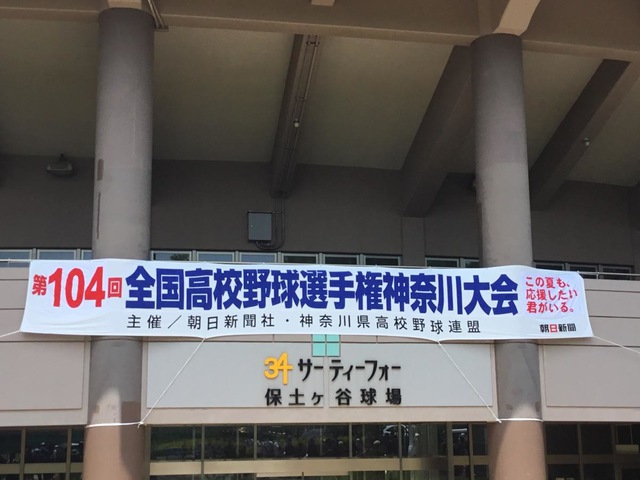 第104回全国高校野球選手権神奈川大会
主催／朝日新聞社・神奈川県高校野球連盟
この夏も、
応援したい
君がいる。
朝日新聞
34 サーティーフォー
保土ヶ谷球場